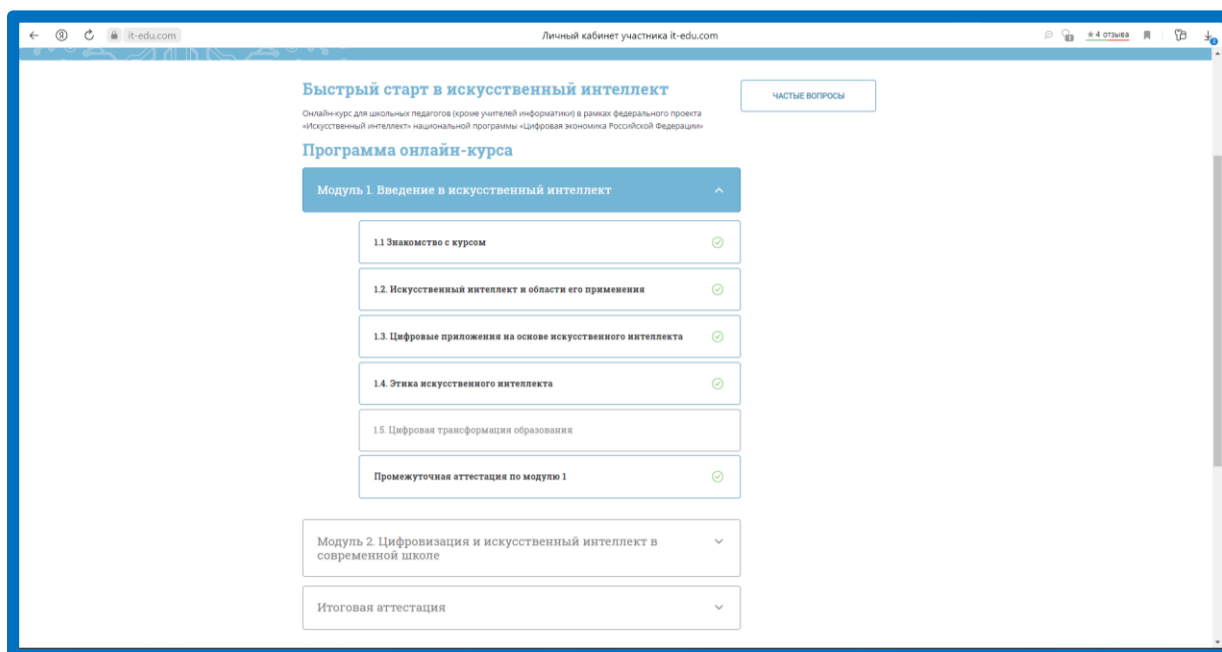 it-edu.com
Личный кабинет участника it-edu.com
★ 4 отзыва
Быстрый старт в искусственный интеллект
ЧАСТЫЕ ВОПРОСЫ
Онлайн-курс для школьных педагогов (кроме учителей информатики) в рамках федерального проекта
«Искусственный интеллект» национальной программы «Цифровая экономика Российской Федерации»
Программа онлайн-курса
Модуль 1. Введение в искусственный интеллект
1.1 Знакомство с курсом
1.2. Искусственный интеллект и области его применения
1.3. Цифровые приложения на основе искусственного интеллекта
1.4. Этика искусственного интеллекта
1.5. Цифровая трансформация образования
Промежуточная аттестация по модулю 1
Модуль 2. Цифровизация и искусственный интеллект в
современной школе
Итоговая аттестация